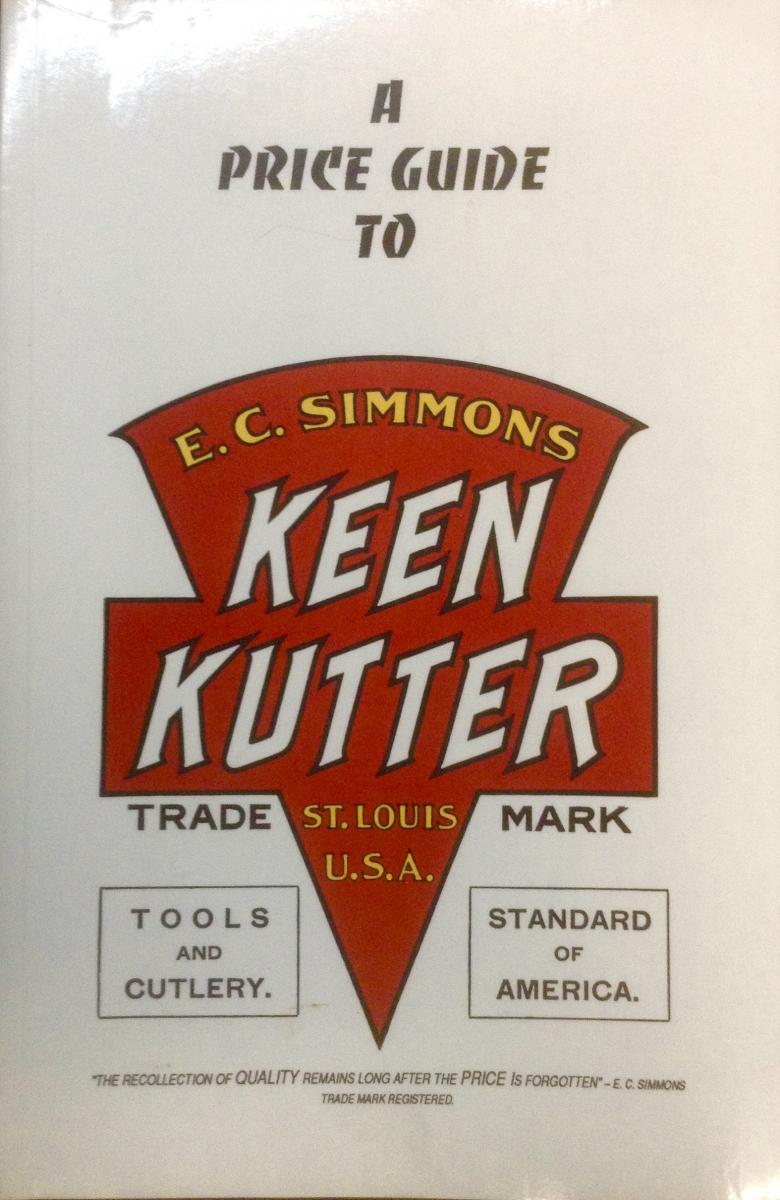 A
PRICE GUIDE
TO
E. C. SIMMONS
KEEN
KUTTER
TRADE ST. LOUIS MARK
U.S.A.
TOOLS
AND
CUTLERY.
STANDARD
OF
AMERICA.
"THE RECOLLECTION OF QUALITY REMAINS LONG AFTER THE PRICE IS FORGOTTEN" – E. C. SIMMONS
TRADE MARK REGISTERED.